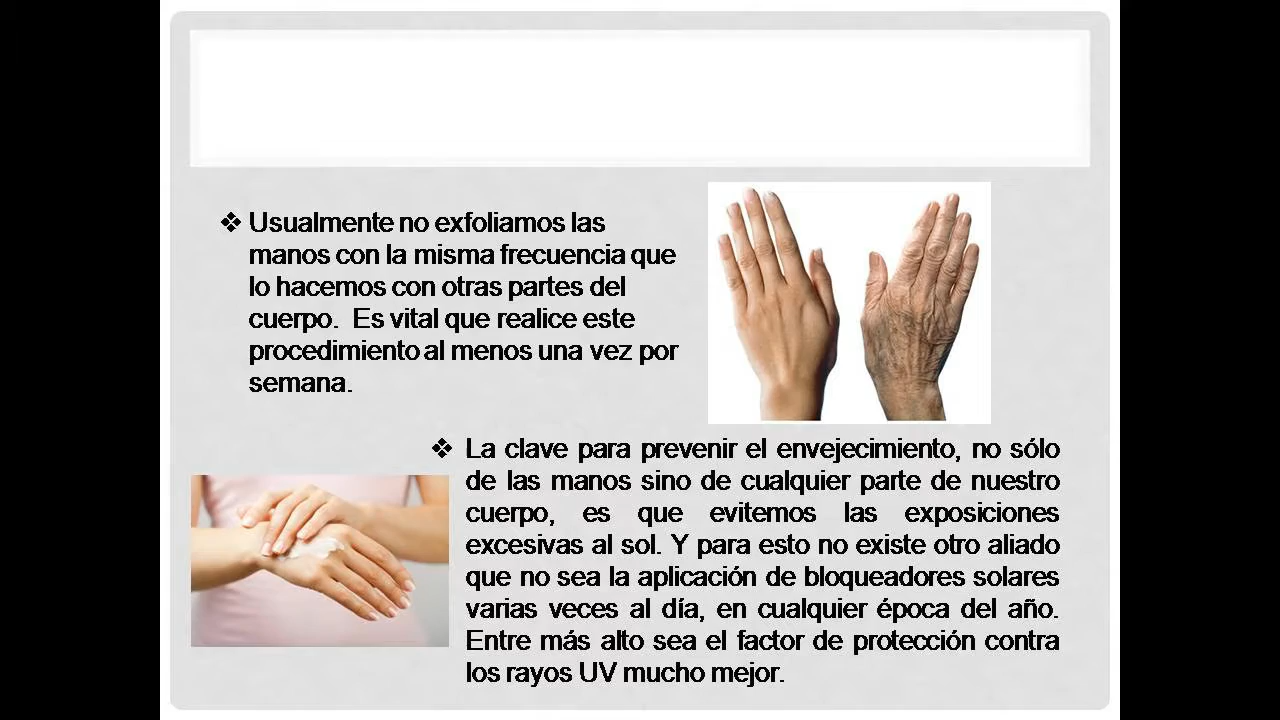 ❖ Usualmente no exfoliamos las
manos con la misma frecuencia que
lo hacemos con otras partes del
cuerpo. Es vital que realice este
procedimiento al menos una vez por
semana.
❖ La clave para prevenir el envejecimiento, no sólo
de las manos sino de cualquier parte de nuestro
cuerpo, es que evitemos las exposiciones
excesivas al sol. Y para esto no existe otro aliado
que no sea la aplicación de bloqueadores solares
varias veces al día, en cualquier época del año.
Entre más alto sea el factor de protección contra
los rayos UV mucho mejor.